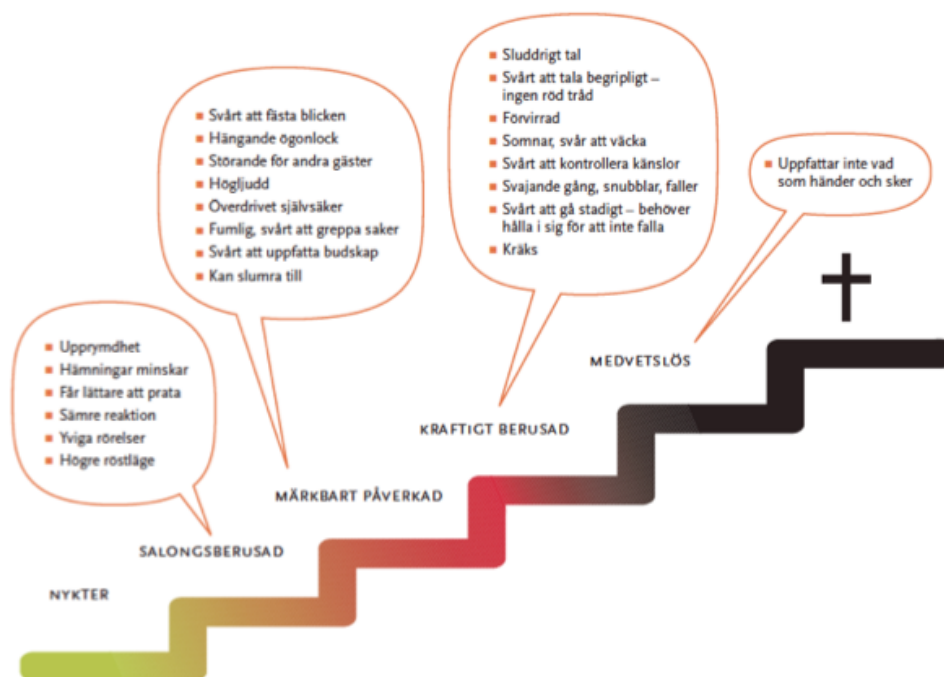 NYKTER
SALONGSBERUSAD
■ Upprymdhet
■ Hämningar minskar
■ Får lättare att prata
■ Sämre reaktion
■ Yviga rörelser
■ Högre röstläge
MÄRKBART PÅVERKAD
■ Svårt att fästa blicken
■ Hängande ögonlock
■ Störande för andra gäster
■ Högljudd
■ Överdrivet självsäker
■ Fumlig, svårt att greppa saker
■ Svårt att uppfatta budskap
■ Kan slumra till
KRAFTIGT BERUSAD
■ Sluddrigt tal
■ Svårt att tala begripligt –
ingen röd tråd
■ Förvirrad
■ Somnar, svår att väcka
■ Svårt att kontrollera känslor
■ Svajande gång, snubblar, faller
■ Svårt att gå stadigt – behöver
hålla i sig för att inte falla
■ Kräks
MEDVETSLÖS
■ Uppfattar inte vad
som händer och sker